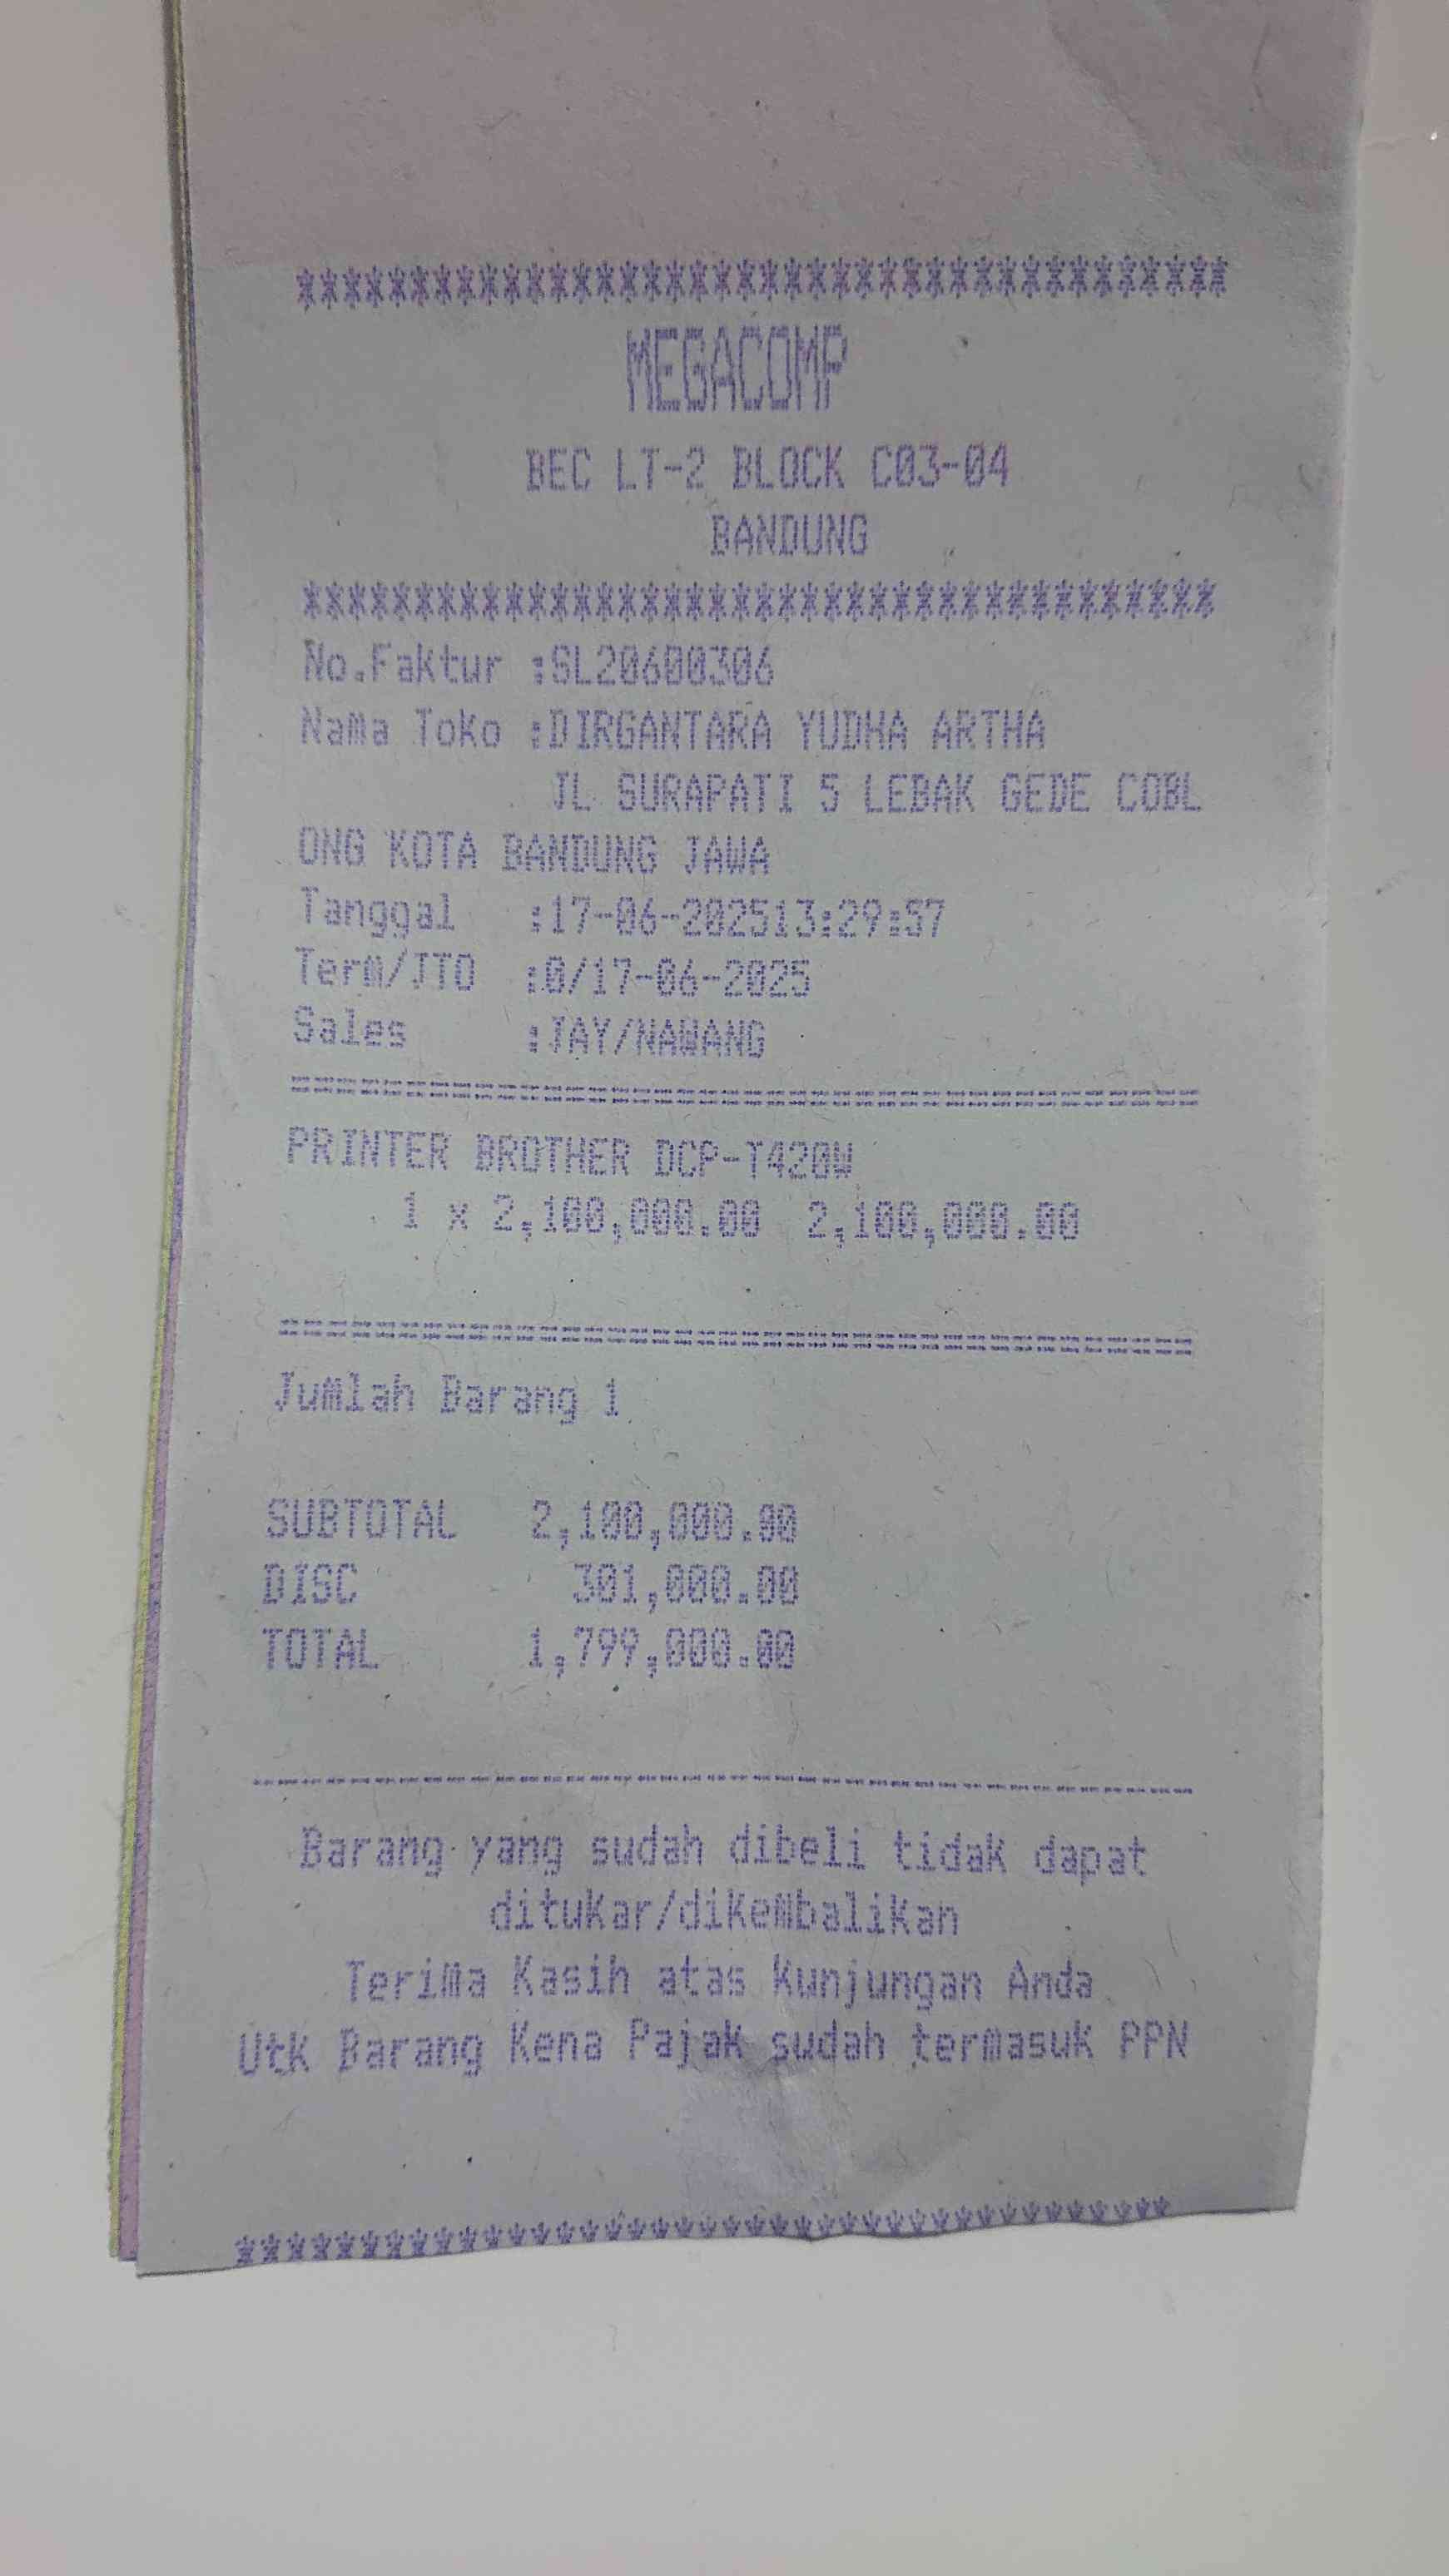 ****************************************
MEGACOMP
BEC LT-2 BLOCK C03-04
BANDUNG
****************************************
No.Faktur :SL20600306
Nama Toko :DIRGANTARA YUDHA ARTHA
JL SURAPATI 5 LEBAK GEDE COBL
ONG KOTA BANDUNG JAWA
Tanggal :17-06-202513:29:57
Term/JTO :0/17-06-2025
Sales :JAY/NAWANG
========================================
PRINTER BROTHER DCP-T420W
1 x 2,100,000.00 2,100,000.00
========================================
Jumlah Barang 1
SUBTOTAL 2,100,000.00
DISC 301,000.00
TOTAL 1,799,000.00
----------------------------------------
Barang yang sudah dibeli tidak dapat
ditukar/dikembalikan
Terima Kasih atas Kunjungan Anda
Utk Barang Kena Pajak sudah termasuk PPN
****************************************